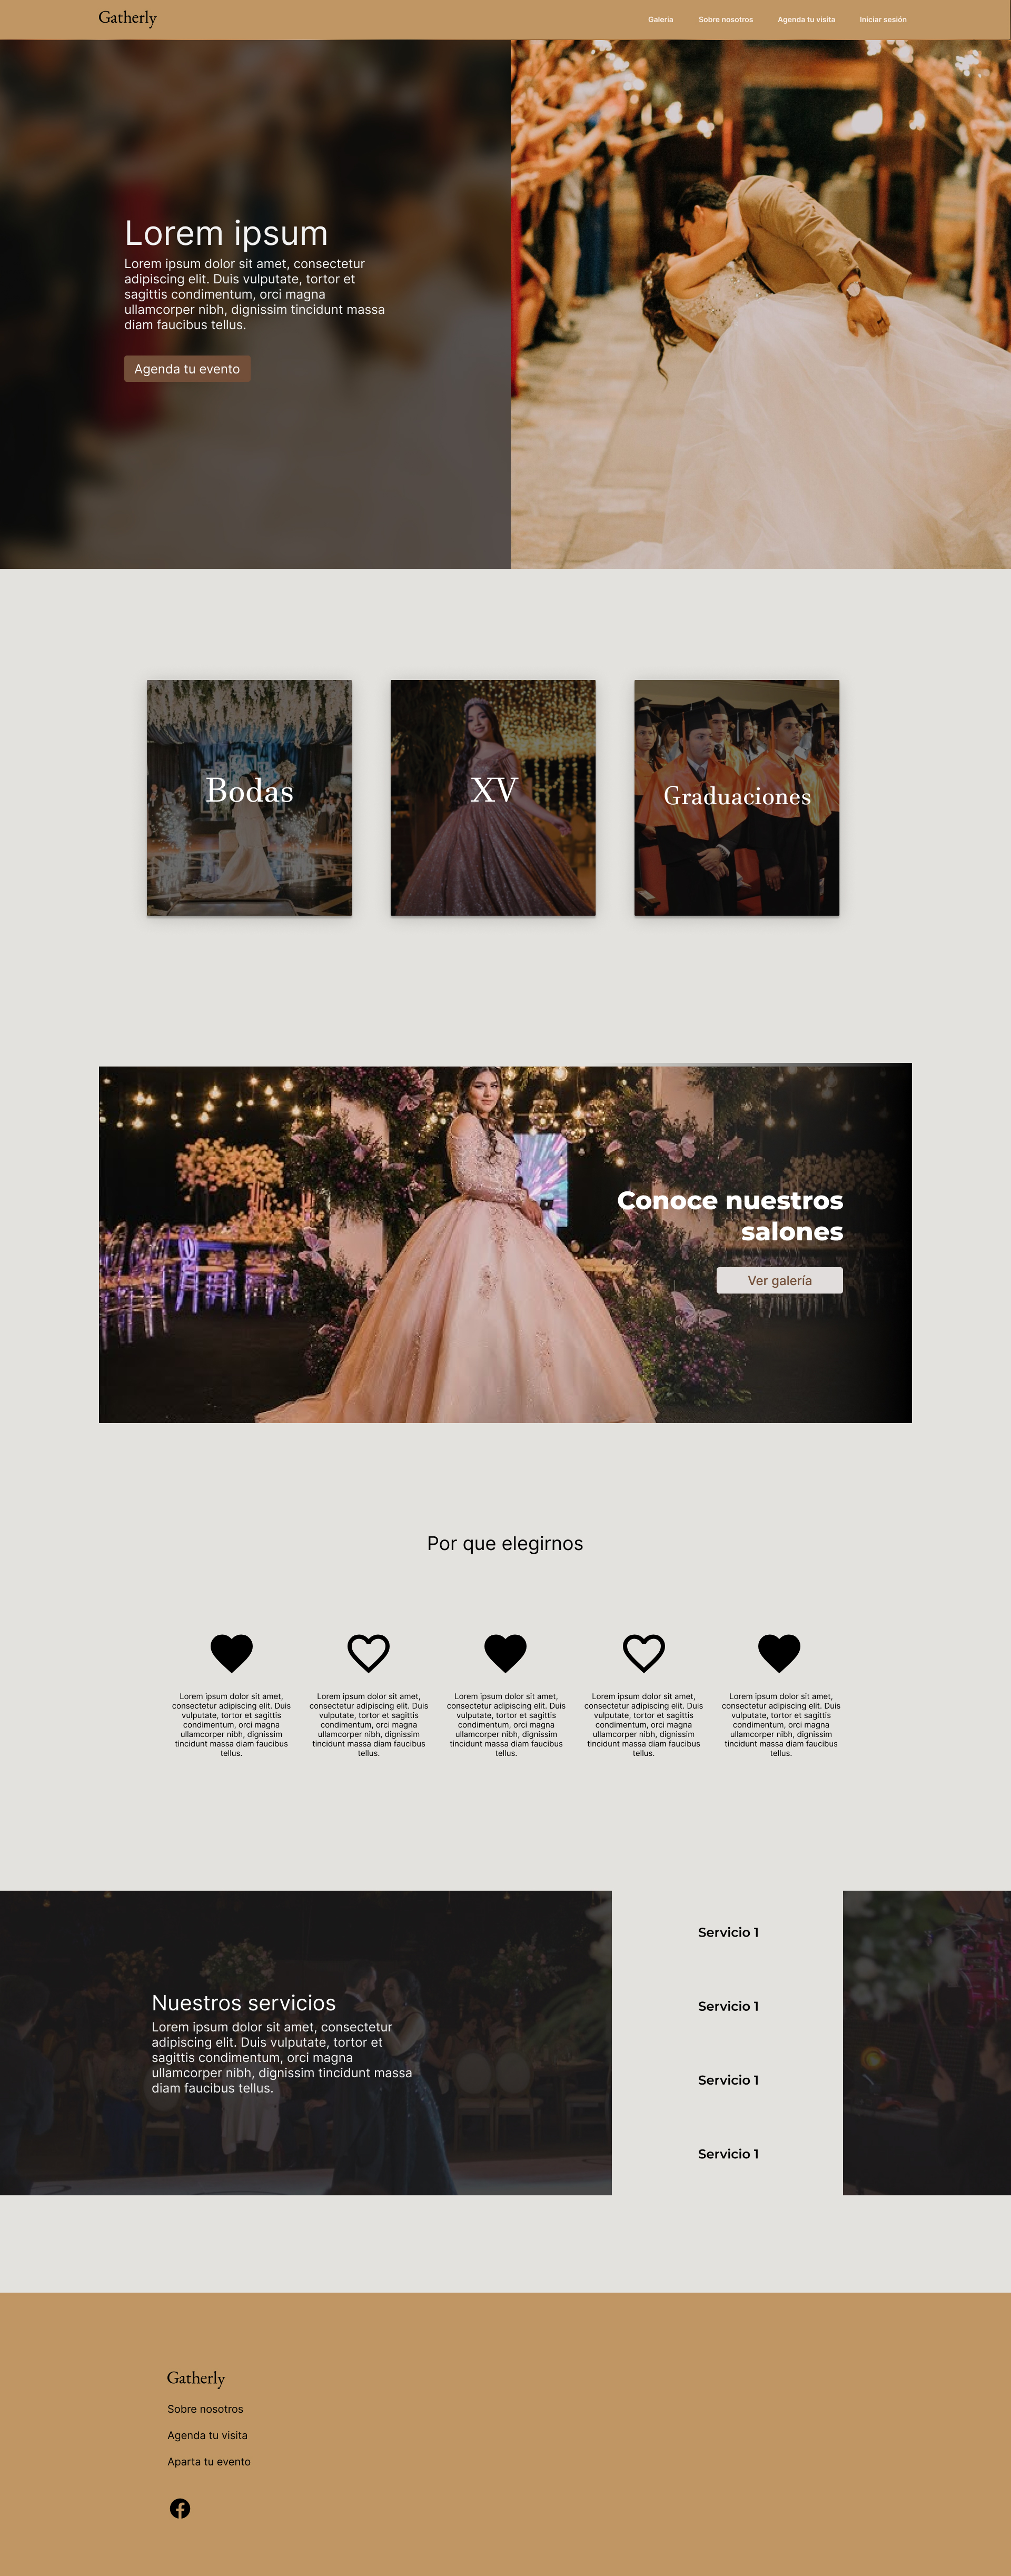 Gatherly
Galeria
Sobre nosotros
Agenda tu visita
Iniciar sesión
Lorem ipsum
Lorem ipsum dolor sit amet, consectetur
adipiscing elit. Duis vulputate, tortor et
sagittis condimentum, orci magna
ullamcorper nibh, dignissim tincidunt massa
diam faucibus tellus.
Agenda tu evento
Bodas
XV
Graduaciones
Conoce nuestros
salones
Ver galería
Por que elegirnos
Lorem ipsum dolor sit amet,
consectetur adipiscing elit. Duis
vulputate, tortor et sagittis
condimentum, orci magna
ullamcorper nibh, dignissim
tincidunt massa diam faucibus
tellus.
Lorem ipsum dolor sit amet,
consectetur adipiscing elit. Duis
vulputate, tortor et sagittis
condimentum, orci magna
ullamcorper nibh, dignissim
tincidunt massa diam faucibus
tellus.
Lorem ipsum dolor sit amet,
consectetur adipiscing elit. Duis
vulputate, tortor et sagittis
condimentum, orci magna
ullamcorper nibh, dignissim
tincidunt massa diam faucibus
tellus.
Lorem ipsum dolor sit amet,
consectetur adipiscing elit. Duis
vulputate, tortor et sagittis
condimentum, orci magna
ullamcorper nibh, dignissim
tincidunt massa diam faucibus
tellus.
Lorem ipsum dolor sit amet,
consectetur adipiscing elit. Duis
vulputate, tortor et sagittis
condimentum, orci magna
ullamcorper nibh, dignissim
tincidunt massa diam faucibus
tellus.
Nuestros servicios
Lorem ipsum dolor sit amet, consectetur
adipiscing elit. Duis vulputate, tortor et
sagittis condimentum, orci magna
ullamcorper nibh, dignissim tincidunt massa
diam faucibus tellus.
Servicio 1
Servicio 1
Servicio 1
Servicio 1
Gatherly
Sobre nosotros
Agenda tu visita
Aparta tu evento